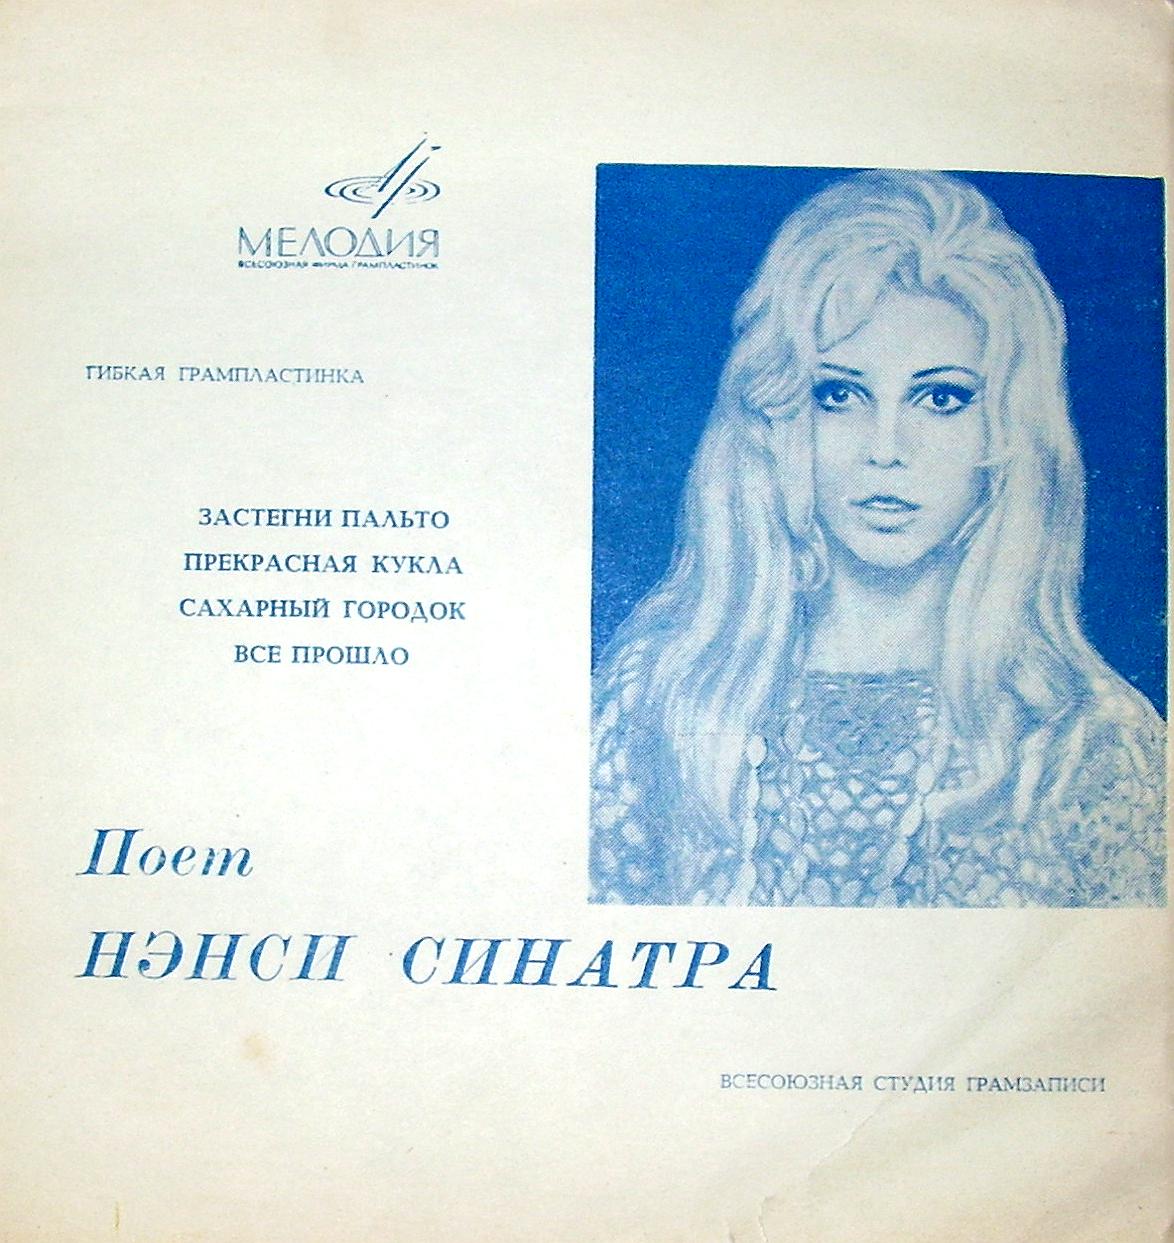 МЕЛОДИЯ
ВСЕСОЮЗНАЯ ФИРМА ГРАМПЛАСТИНОК
ГИБКАЯ ГРАМПЛАСТИНКА
ЗАСТЕГНИ ПАЛЬТО
ПРЕКРАСНАЯ КУКЛА
САХАРНЫЙ ГОРОДОК
ВСЕ ПРОШЛО
Поет
НЭНСИ СИНАТРА
ВСЕСОЮЗНАЯ СТУДИЯ ГРАМЗАПИСИ